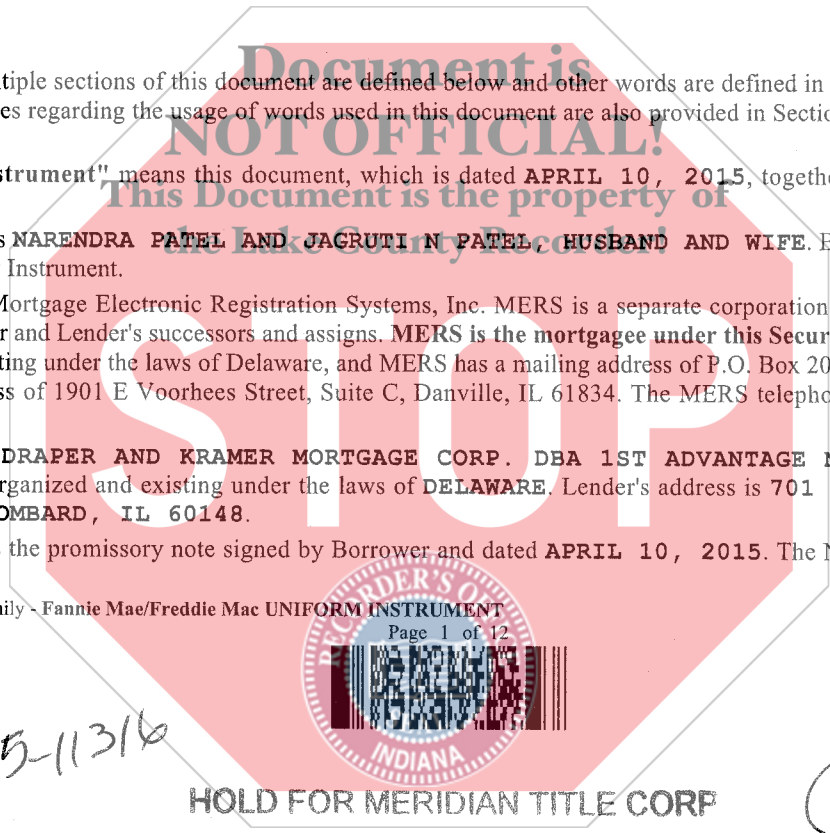 Document is
tiple sections of this document are defined below and other words are defined in
es regarding the usage of words used in this document are also provided in Sectio
NOT OFFICIAL!
strument" means this document, which is dated APRIL 10, 2015, togethe
This Document is the property of
s NARENDRA PATEL AND JAGRUTI N PATEL, HUSBAND AND WIFE. B
the Lake County Recorder!
Instrument.
Mortgage Electronic Registration Systems, Inc. MERS is a separate corporation
r and Lender's successors and assigns. MERS is the mortgagee under this Secur
ting under the laws of Delaware, and MERS has a mailing address of P.O. Box 20
ss of 1901 E Voorhees Street, Suite C, Danville, IL 61834. The MERS telepho
STOP
DRAPER AND KRAMER MORTGAGE CORP. DBA 1ST ADVANTAGE M
rganized and existing under the laws of DELAWARE. Lender's address is 701
OMBARD, IL 60148.
the promissory note signed by Borrower and dated APRIL 10, 2015. The N
nily - Fannie Mae/Freddie Mac UNIFORM INSTRUMENT
RECORDER'S OF
Page 1 of 12
INDIANA
5-11316
HOLD FOR MERIDIAN TITLE CORP